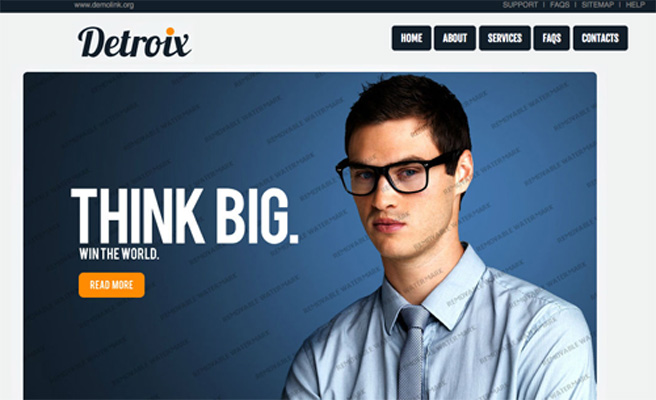 www.demolink.org
SUPPORT | FAQS | SITEMAP | HELP
Detroix
HOME ABOUT SERVICES FAQS CONTACTS
THINK BIG.
WIN THE WORLD.
READ MORE
REMOVABLE WATERMARK